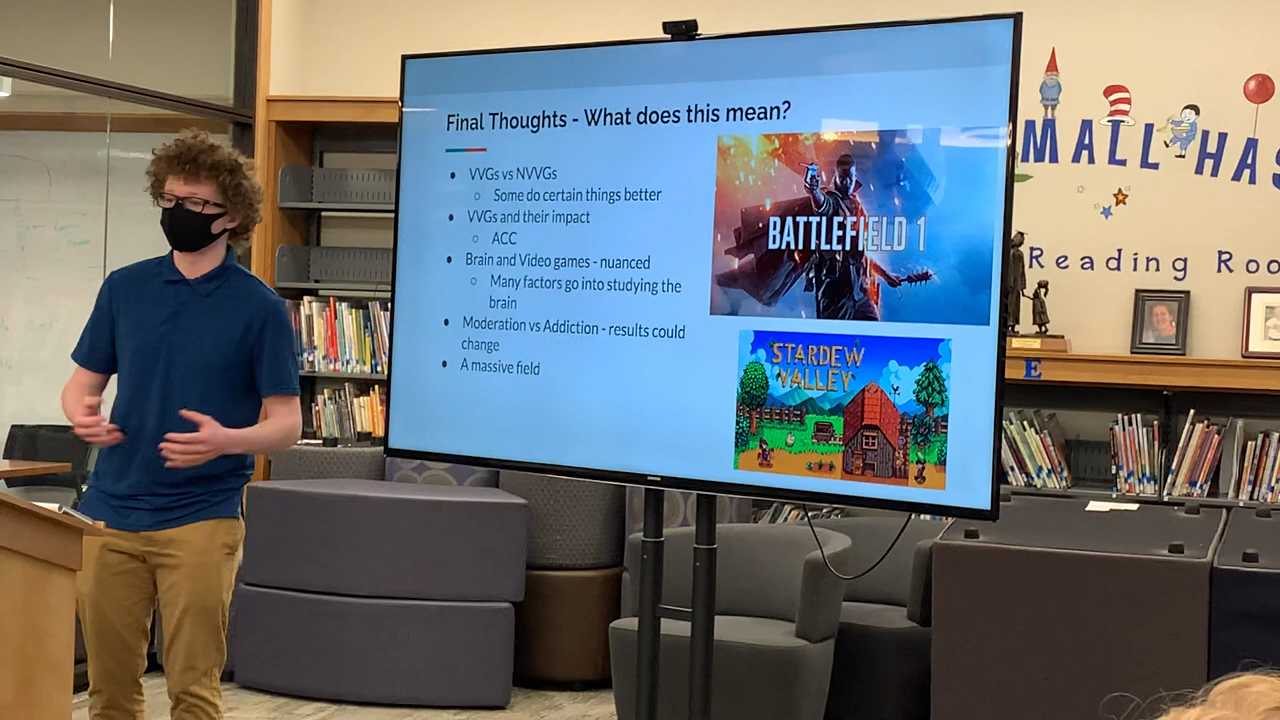 Final Thoughts - What does this mean?
● VVGs vs NVVGs
○ Some do certain things better
● VVGs and their impact
○ ACC
● Brain and Video games - nuanced
○ Many factors go into studying the
brain
● Moderation vs Addiction - results could
change
● A massive field
BATTLEFIELD 1
STARDEW
VALLEY
MALL HAS
Reading Roo
E